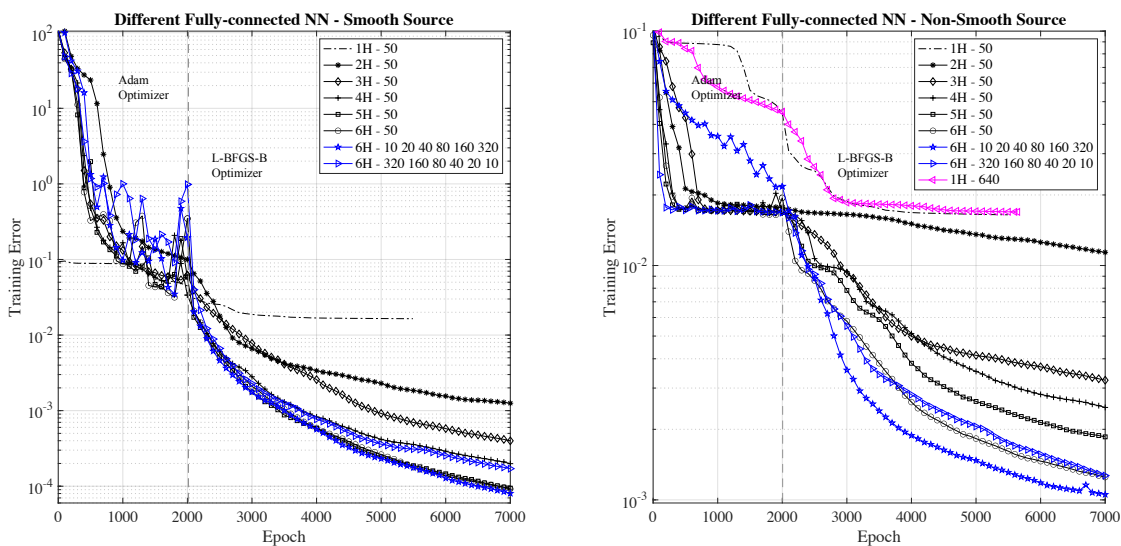 Different Fully-connected NN - Smooth Source
10^2
10^1
10^0
10^-1
10^-2
10^-3
10^-4
Training Error
0
1000
2000
3000
4000
5000
6000
7000
Epoch
Adam
Optimizer
L-BFGS-B
Optimizer
1H - 50
2H - 50
3H - 50
4H - 50
5H - 50
6H - 50
6H - 10 20 40 80 160 320
6H - 320 160 80 40 20 10
Different Fully-connected NN - Non-Smooth Source
10^-1
10^-2
10^-3
Training Error
0
1000
2000
3000
4000
5000
6000
7000
Epoch
Adam
Optimizer
L-BFGS-B
Optimizer
1H - 50
2H - 50
3H - 50
4H - 50
5H - 50
6H - 50
6H - 10 20 40 80 160 320
6H - 320 160 80 40 20 10
1H - 640